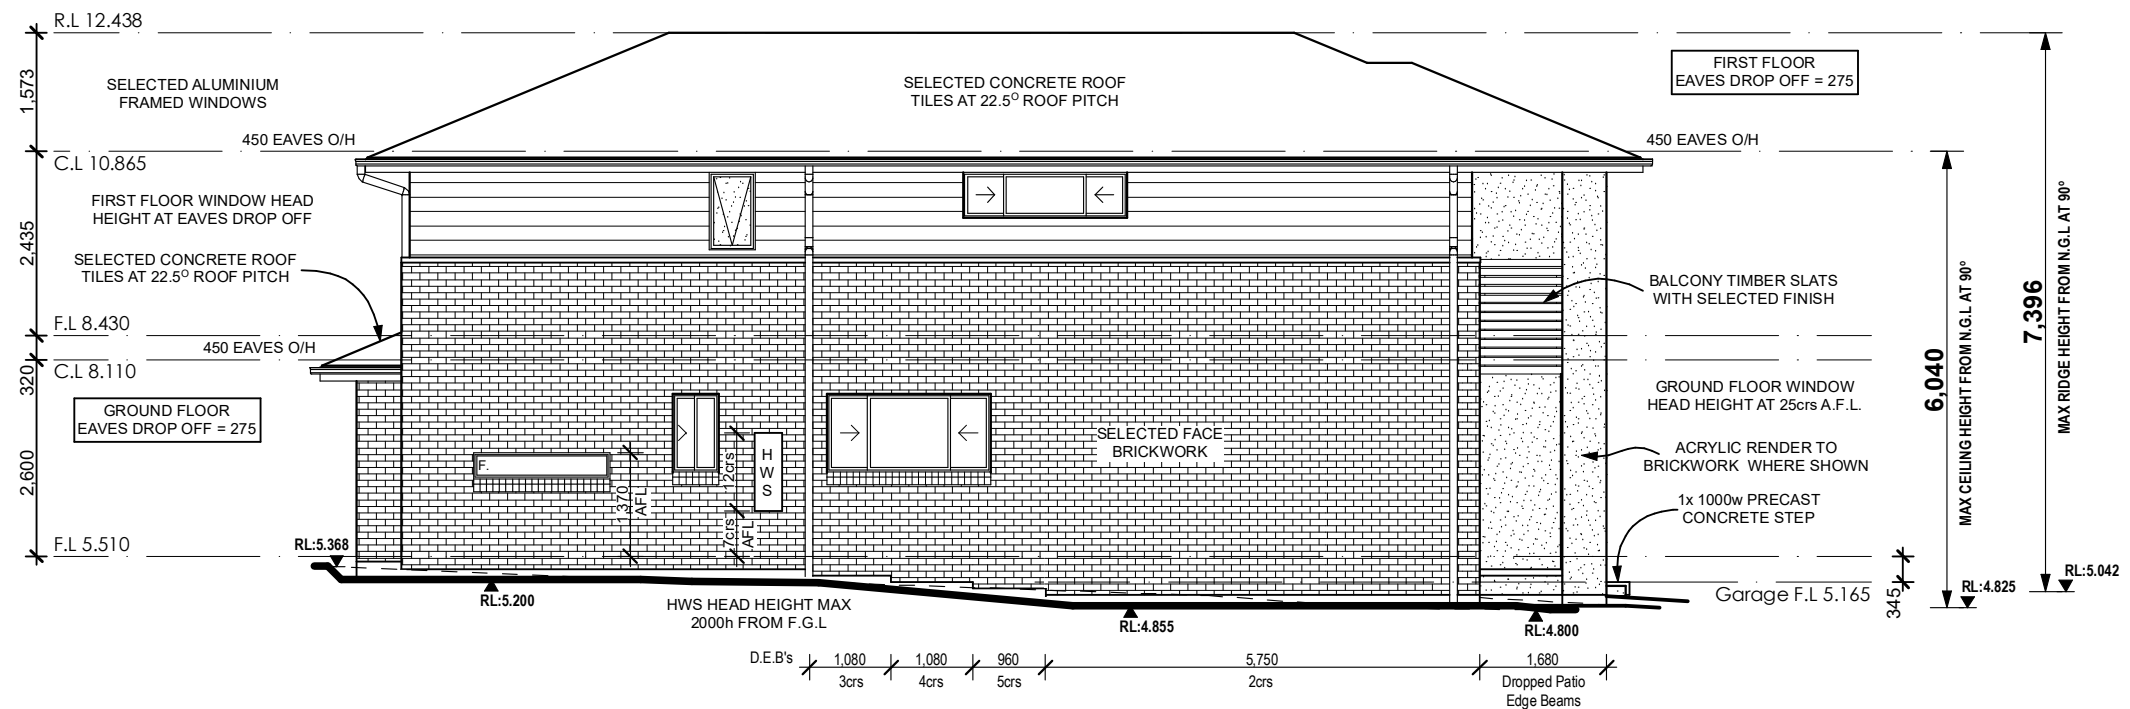 R.L 12.438
1,573
SELECTED ALUMINIUM
FRAMED WINDOWS
SELECTED CONCRETE ROOF
TILES AT 22.5O ROOF PITCH
FIRST FLOOR
EAVES DROP OFF = 275
450 EAVES O/H
450 EAVES O/H
C.L 10.865
2,435
FIRST FLOOR WINDOW HEAD
HEIGHT AT EAVES DROP OFF
SELECTED CONCRETE ROOF
TILES AT 22.5O ROOF PITCH
BALCONY TIMBER SLATS
WITH SELECTED FINISH
F.L 8.430
450 EAVES O/H
320
C.L 8.110
GROUND FLOOR
EAVES DROP OFF = 275
GROUND FLOOR WINDOW
HEAD HEIGHT AT 25crs A.F.L.
2,600
F.
1,370
AFL
12crs
7crs
AFL
H
W
S
SELECTED FACE
BRICKWORK
ACRYLIC RENDER TO
BRICKWORK WHERE SHOWN
1x 1000w PRECAST
CONCRETE STEP
6,040
MAX CEILING HEIGHT FROM N.G.L AT 90°
7,396
MAX RIDGE HEIGHT FROM N.G.L AT 90°
F.L 5.510
RL:5.368
RL:5.200
HWS HEAD HEIGHT MAX
2000h FROM F.G.L
RL:4.855
RL:4.800
Garage F.L 5.165
345
RL:4.825
RL:5.042
D.E.B's
1,080
1,080
960
5,750
1,680
3crs
4crs
5crs
2crs
Dropped Patio
Edge Beams